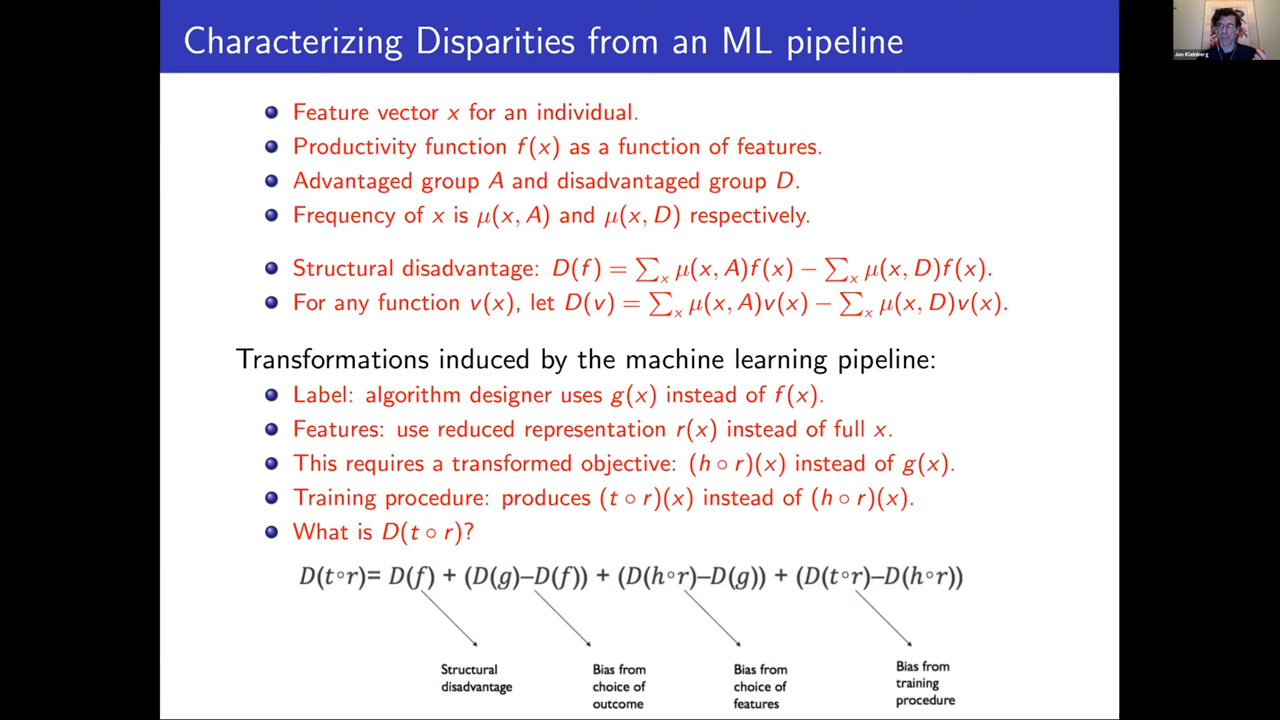 Characterizing Disparities from an ML pipeline
Jon Kleinberg
Feature vector x for an individual.
Productivity function f(x) as a function of features.
Advantaged group A and disadvantaged group D.
Frequency of x is μ(x, A) and μ(x, D) respectively.
Structural disadvantage: D(f) = ∑ₓ μ(x, A)f(x) − ∑ₓ μ(x, D)f(x).
For any function v(x), let D(v) = ∑ₓ μ(x, A)v(x) − ∑ₓ μ(x, D)v(x).
Transformations induced by the machine learning pipeline:
Label: algorithm designer uses g(x) instead of f(x).
Features: use reduced representation r(x) instead of full x.
This requires a transformed objective: (h ∘ r)(x) instead of g(x).
Training procedure: produces (t ∘ r)(x) instead of (h ∘ r)(x).
What is D(t ∘ r)?
D(t∘r)= D(f) + (D(g)–D(f)) + (D(h∘r)–D(g)) + (D(t∘r)–D(h∘r))
Structural
disadvantage
Bias from
choice of
outcome
Bias from
choice of
features
Bias from
training
procedure